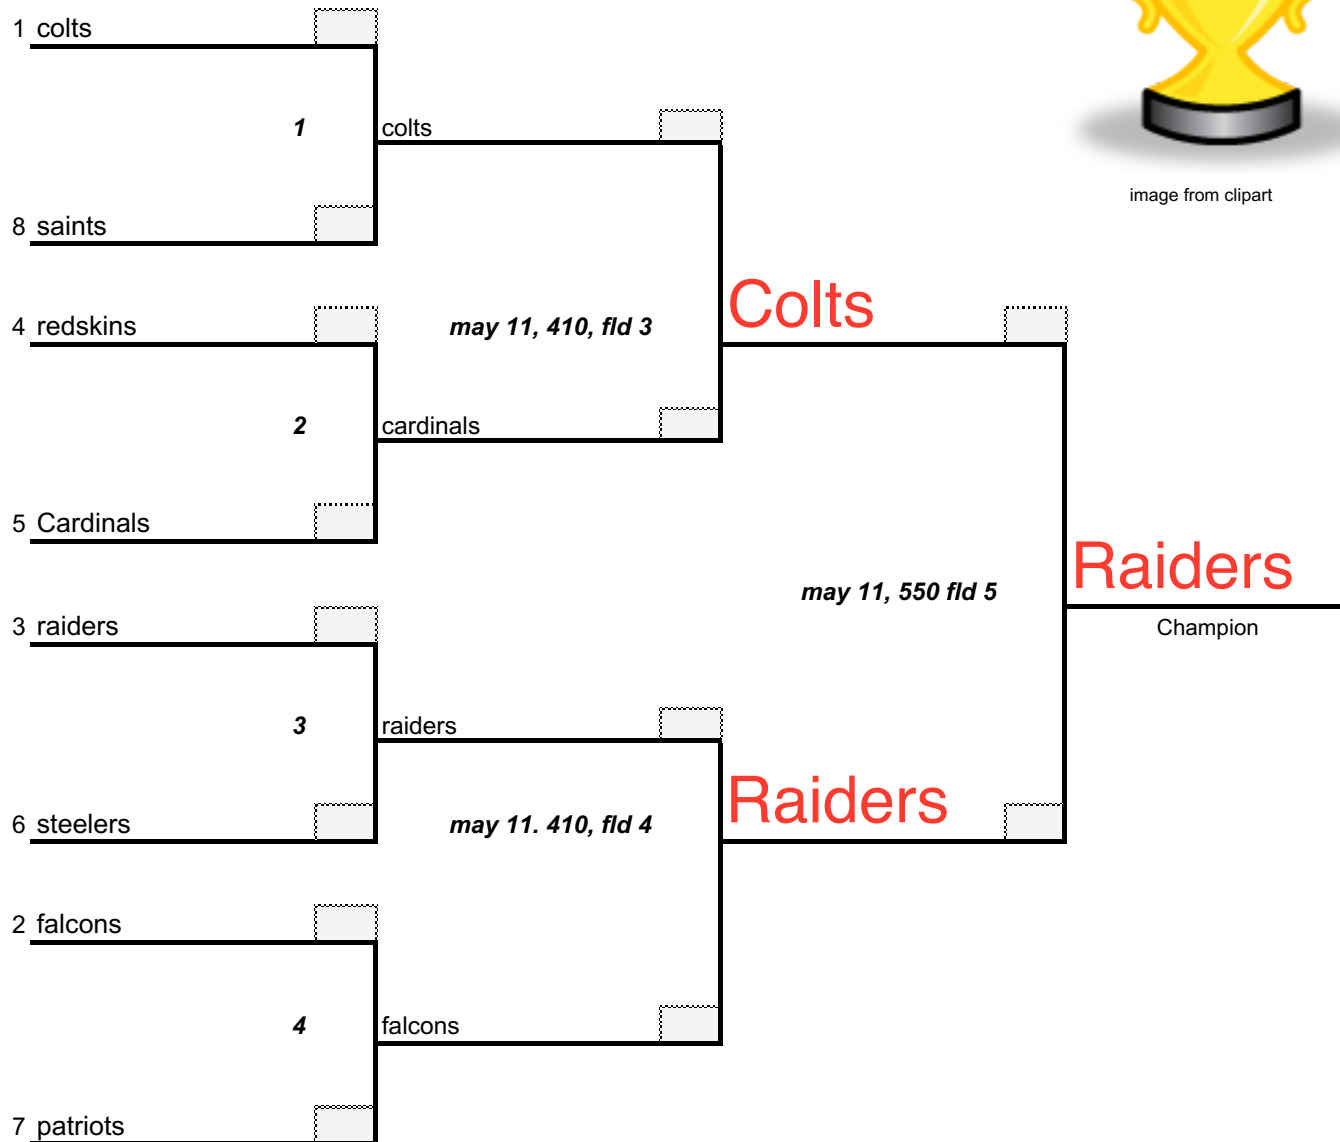 1 colts
1
colts
8 saints
image from clipart
Colts
4 redskins
may 11, 410, fld 3
2
cardinals
5 Cardinals
Raiders
may 11, 550 fld 5
Champion
3 raiders
3
raiders
Raiders
6 steelers
may 11. 410, fld 4
2 falcons
4
falcons
7 patriots